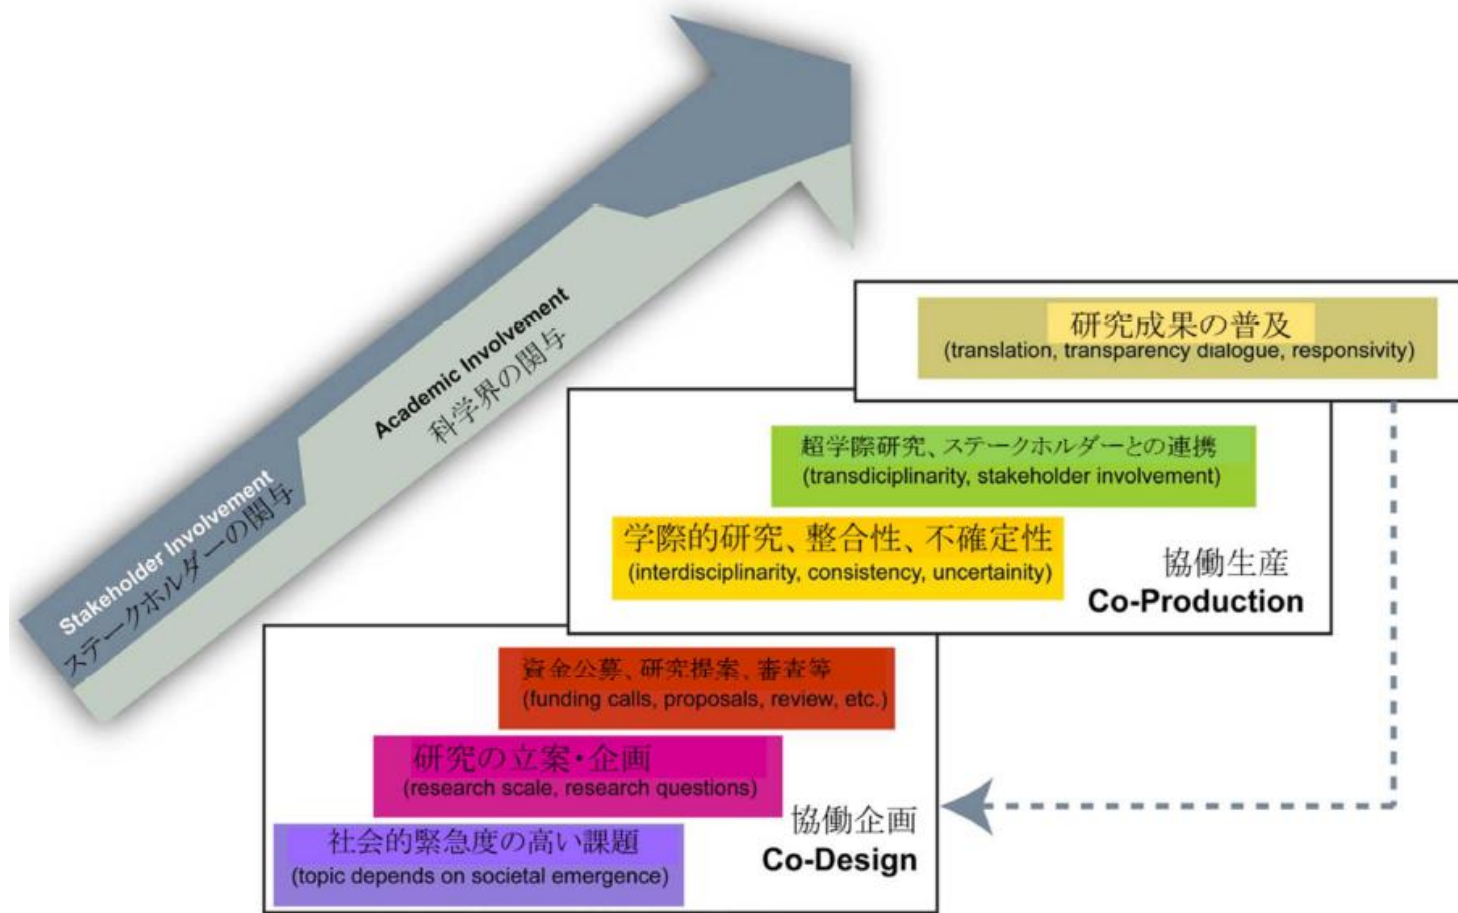 Stakeholder Involvement
ステークホルダーの関与
Academic Involvement
科学界の関与
研究成果の普及
(translation, transparency dialogue, responsivity)
超学際研究、ステークホルダーとの連携
(transdiciplinarity, stakeholder involvement)
学際的研究、整合性、不確定性
(interdisciplinarity, consistency, uncertainity)
協働生産
Co-Production
資金公募、研究提案、審査等
(funding calls, proposals, review, etc.)
研究の立案・企画
(research scale, research questions)
社会的緊急度の高い課題
(topic depends on societal emergence)
協働企画
Co-Design